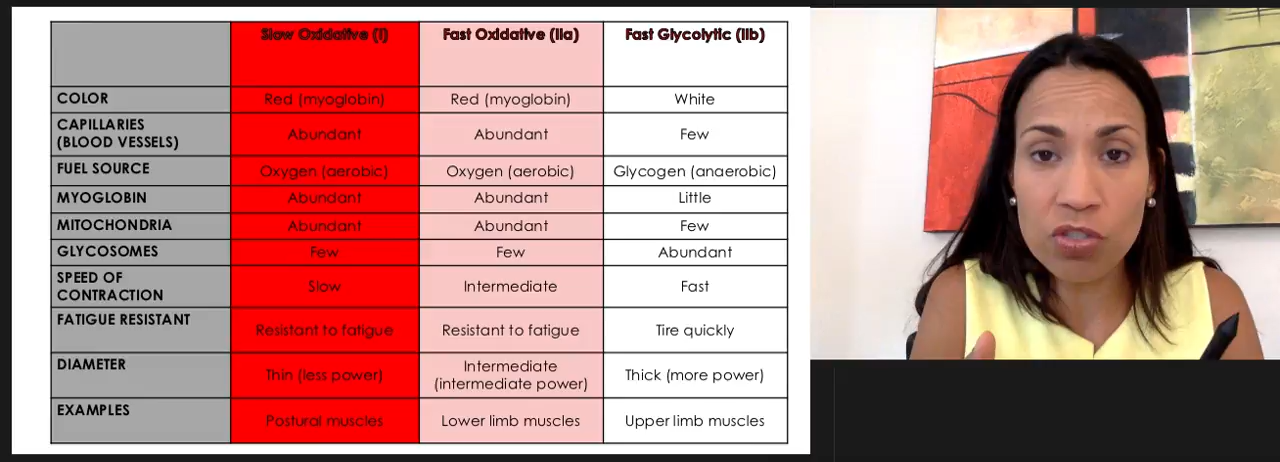 Slow Oxidative (I) Fast Oxidative (IIa) Fast Glycolytic (IIb)
COLOR Red (myoglobin) Red (myoglobin) White
CAPILLARIES
(BLOOD VESSELS) Abundant Abundant Few
FUEL SOURCE Oxygen (aerobic) Oxygen (aerobic) Glycogen (anaerobic)
MYOGLOBIN Abundant Abundant Little
MITOCHONDRIA Abundant Abundant Few
GLYCOSOMES Few Few Abundant
SPEED OF
CONTRACTION Slow Intermediate Fast
FATIGUE RESISTANT Resistant to fatigue Resistant to fatigue Tire quickly
DIAMETER Thin (less power) Intermediate
(intermediate power) Thick (more power)
EXAMPLES Postural muscles Lower limb muscles Upper limb muscles